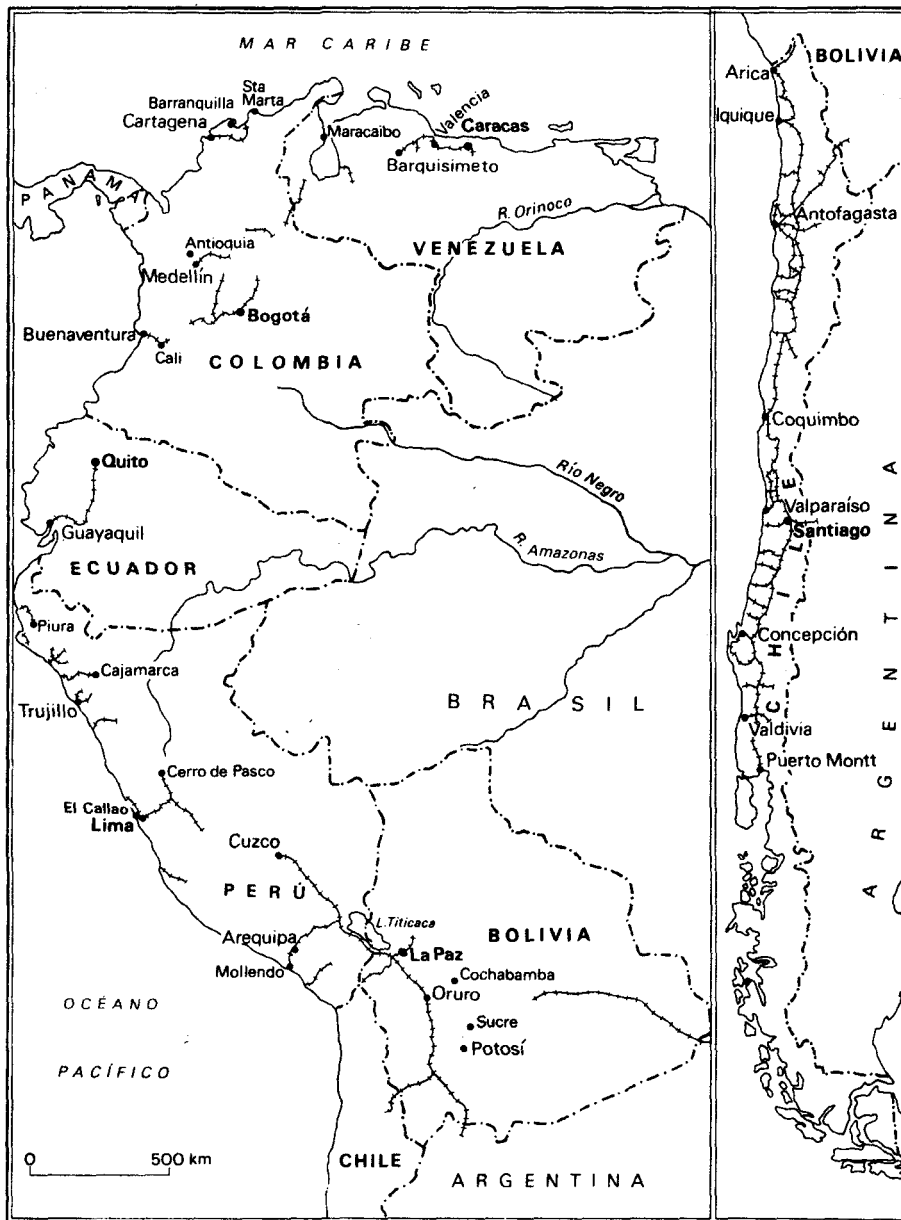 MAR CARIBE
Sta
Marta
Barranquilla
Cartagena
Maracaibo
Valencia
Caracas
Barquisimeto
PANAMA
R. Orinoco
VENEZUELA
Antioquia
Medellín
Bogotá
Buenaventura
Cali
COLOMBIA
Quito
Río Negro
Guayaquil
R. Amazonas
ECUADOR
Piura
Cajamarca
Trujillo
BRASIL
Cerro de Pasco
El Callao
Lima
Cuzco
PERÚ
L. Titicaca
Arequipa
La Paz
BOLIVIA
Mollendo
Cochabamba
Oruro
OCÉANO
PACÍFICO
Sucre
Potosí
0 500 km
CHILE
ARGENTINA
BOLIVIA
Arica
Iquique
Antofagasta
Coquimbo
Valparaíso
Santiago
Concepción
Valdivia
Puerto Montt
CHILE
ARGENTINA